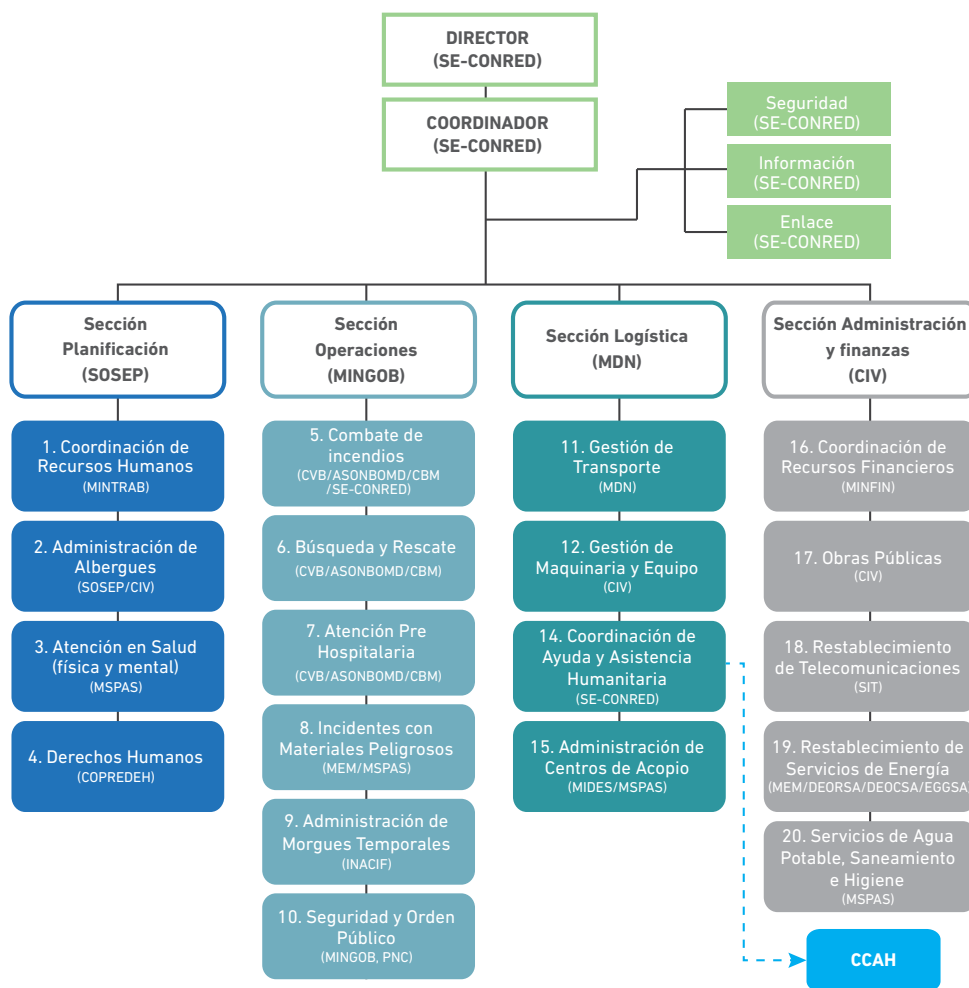 DIRECTOR
(SE-CONRED)
COORDINADOR
(SE-CONRED)
Seguridad
(SE-CONRED)
Información
(SE-CONRED)
Enlace
(SE-CONRED)
Sección
Planificación
(SOSEP)
1. Coordinación de
Recursos Humanos
(MINTRAB)
2. Administración de
Albergues
(SOSEP/CIV)
3. Atención en Salud
(física y mental)
(MSPAS)
4. Derechos Humanos
(COPREDEH)
Sección
Operaciones
(MINGOB)
5. Combate de
incendios
(CVB/ASONBOMD/CBM
/SE-CONRED)
6. Búsqueda y Rescate
(CVB/ASONBOMD/CBM)
7. Atención Pre
Hospitalaria
(CVB/ASONBOMD/CBM)
8. Incidentes con
Materiales Peligrosos
(MEM/MSPAS)
9. Administración de
Morgues Temporales
(INACIF)
10. Seguridad y Orden
Público
(MINGOB, PNC)
Sección Logística
(MDN)
11. Gestión de
Transporte
(MDN)
12. Gestión de
Maquinaria y Equipo
(CIV)
14. Coordinación de
Ayuda y Asistencia
Humanitaria
(SE-CONRED)
15. Administración de
Centros de Acopio
(MIDES/MSPAS)
Sección Administración
y finanzas
(CIV)
16. Coordinación de
Recursos Financieros
(MINFIN)
17. Obras Públicas
(CIV)
18. Restablecimiento
de Telecomunicaciones
(SIT)
19. Restablecimiento de
Servicios de Energía
(MEM/DEORSA/DEOCSA/EGGSA)
20. Servicios de Agua
Potable, Saneamiento
e Higiene
(MSPAS)
CCAH